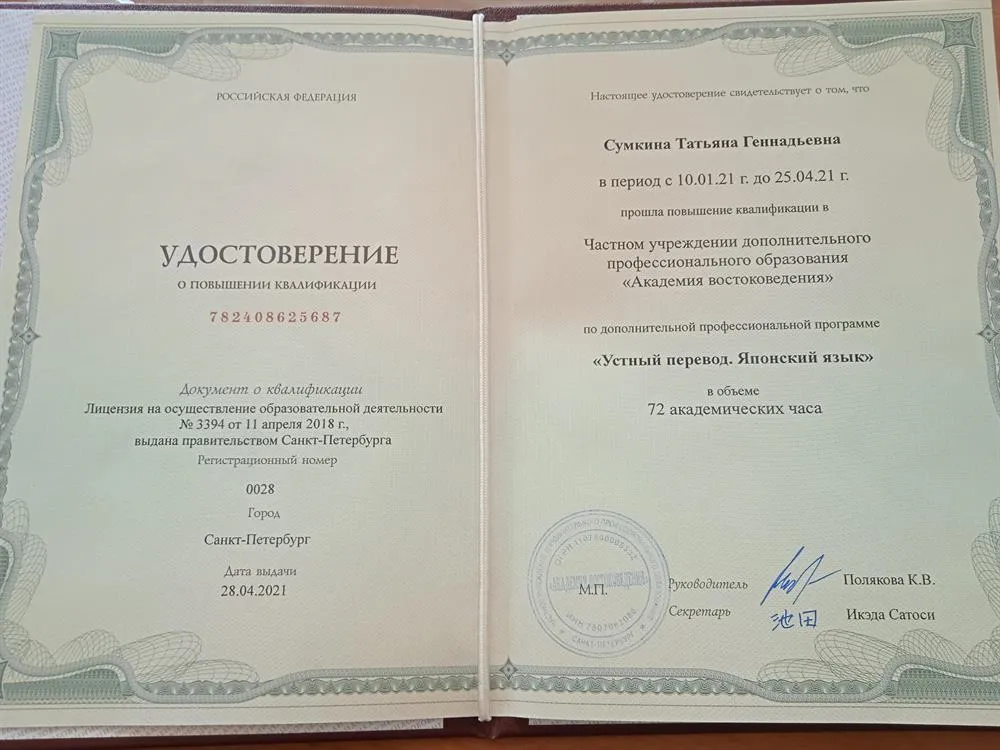 РОССИЙСКАЯ ФЕДЕРАЦИЯ
УДОСТОВЕРЕНИЕ
О ПОВЫШЕНИИ КВАЛИФИКАЦИИ
782408625687
Документ о квалификации
Лицензия на осуществление образовательной деятельности
№ 3394 от 11 апреля 2018 г.,
выдана правительством Санкт-Петербурга
Регистрационный номер
0028
Город
Санкт-Петербург
Дата выдачи
28.04.2021
Настоящее удостоверение свидетельствует о том, что
Сумкина Татьяна Геннадьевна
в период с 10.01.21 г. до 25.04.21 г.
прошла повышение квалификации в
Частном учреждении дополнительного
профессионального образования
«Академия востоковедения»
по дополнительной профессиональной программе
«Устный перевод. Японский язык»
в объеме
72 академических часа
М.П.
САНКТ-ПЕТЕРБУРГ
Руководитель
Полякова К.В.
Секретарь
池田
Икэда Сатоси